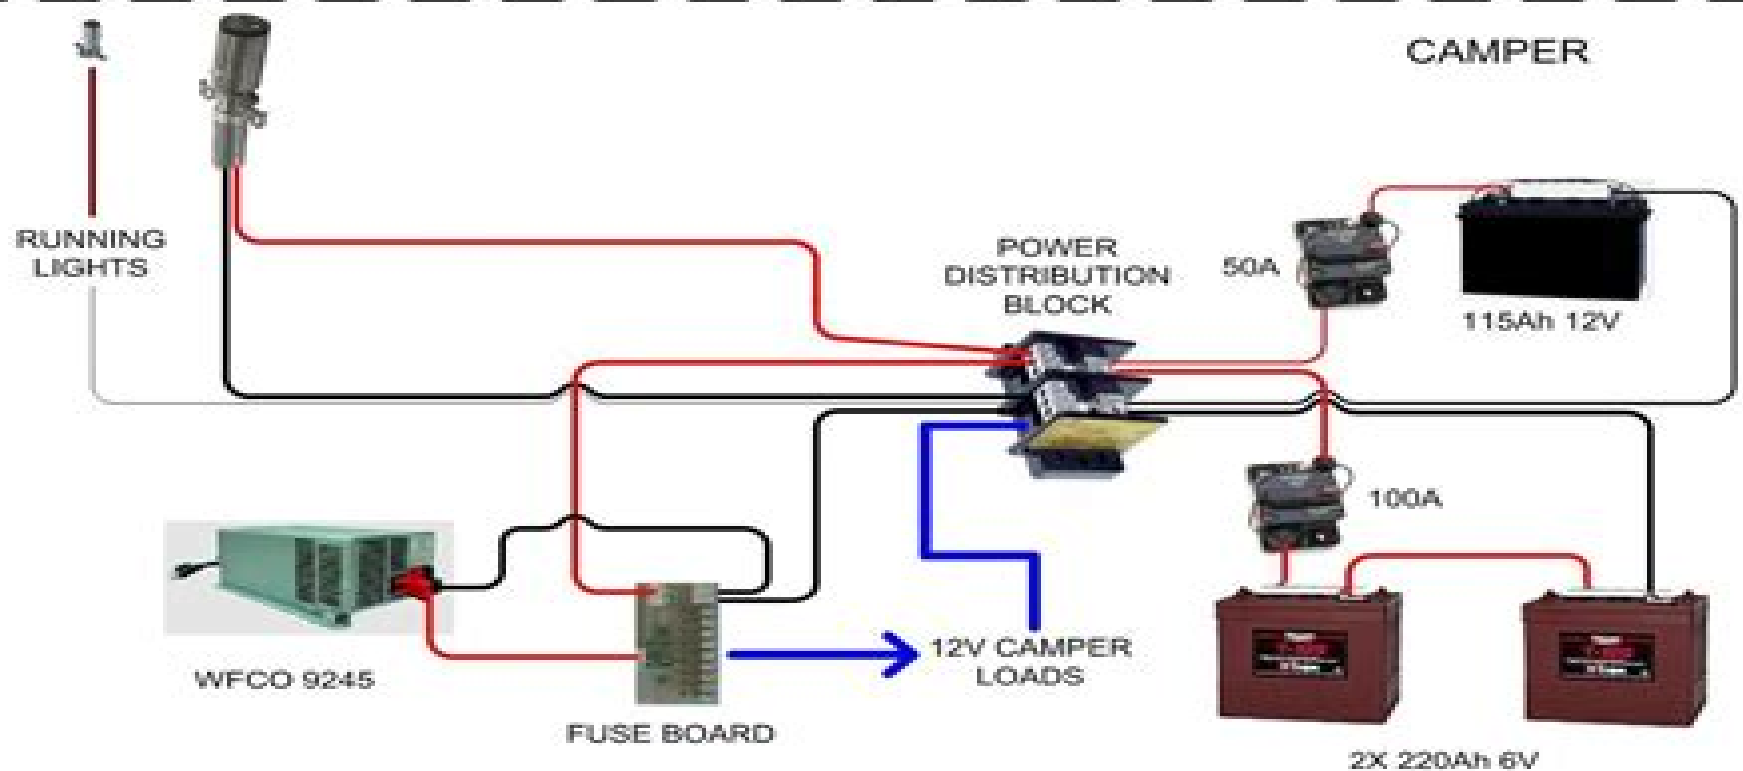 CAMPER
RUNNING
LIGHTS
POWER
DISTRIBUTION
BLOCK
50A
115Ah 12V
100A
WFCO 9245
12V CAMPER
LOADS
FUSE BOARD
2X 220Ah 6V